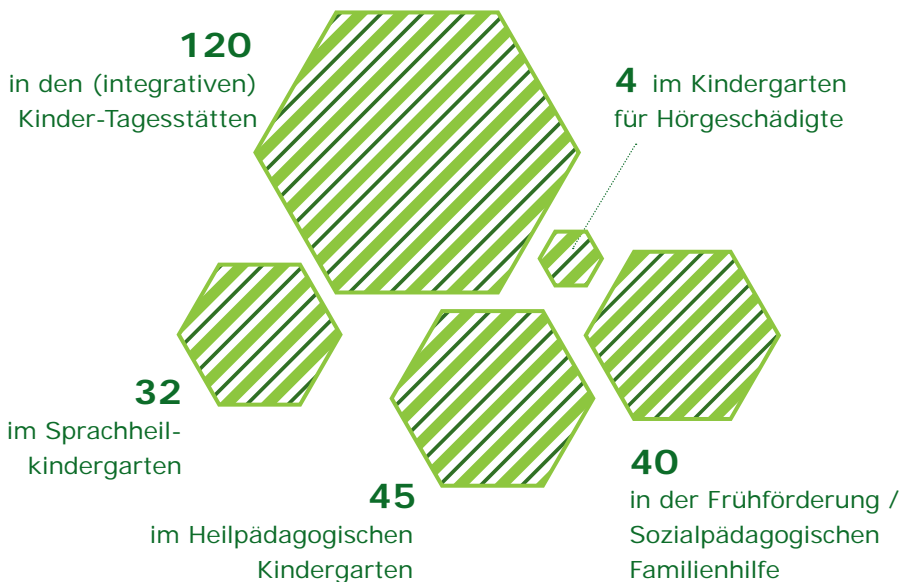 120
in den (integrativen)
Kinder-Tagesstätten
4 im Kindergarten
für Hörgeschädigte
32
im Sprachheil-
kindergarten
45
im Heilpädagogischen
Kindergarten
40
in der Frühförderung /
Sozialpädagogischen
Familienhilfe